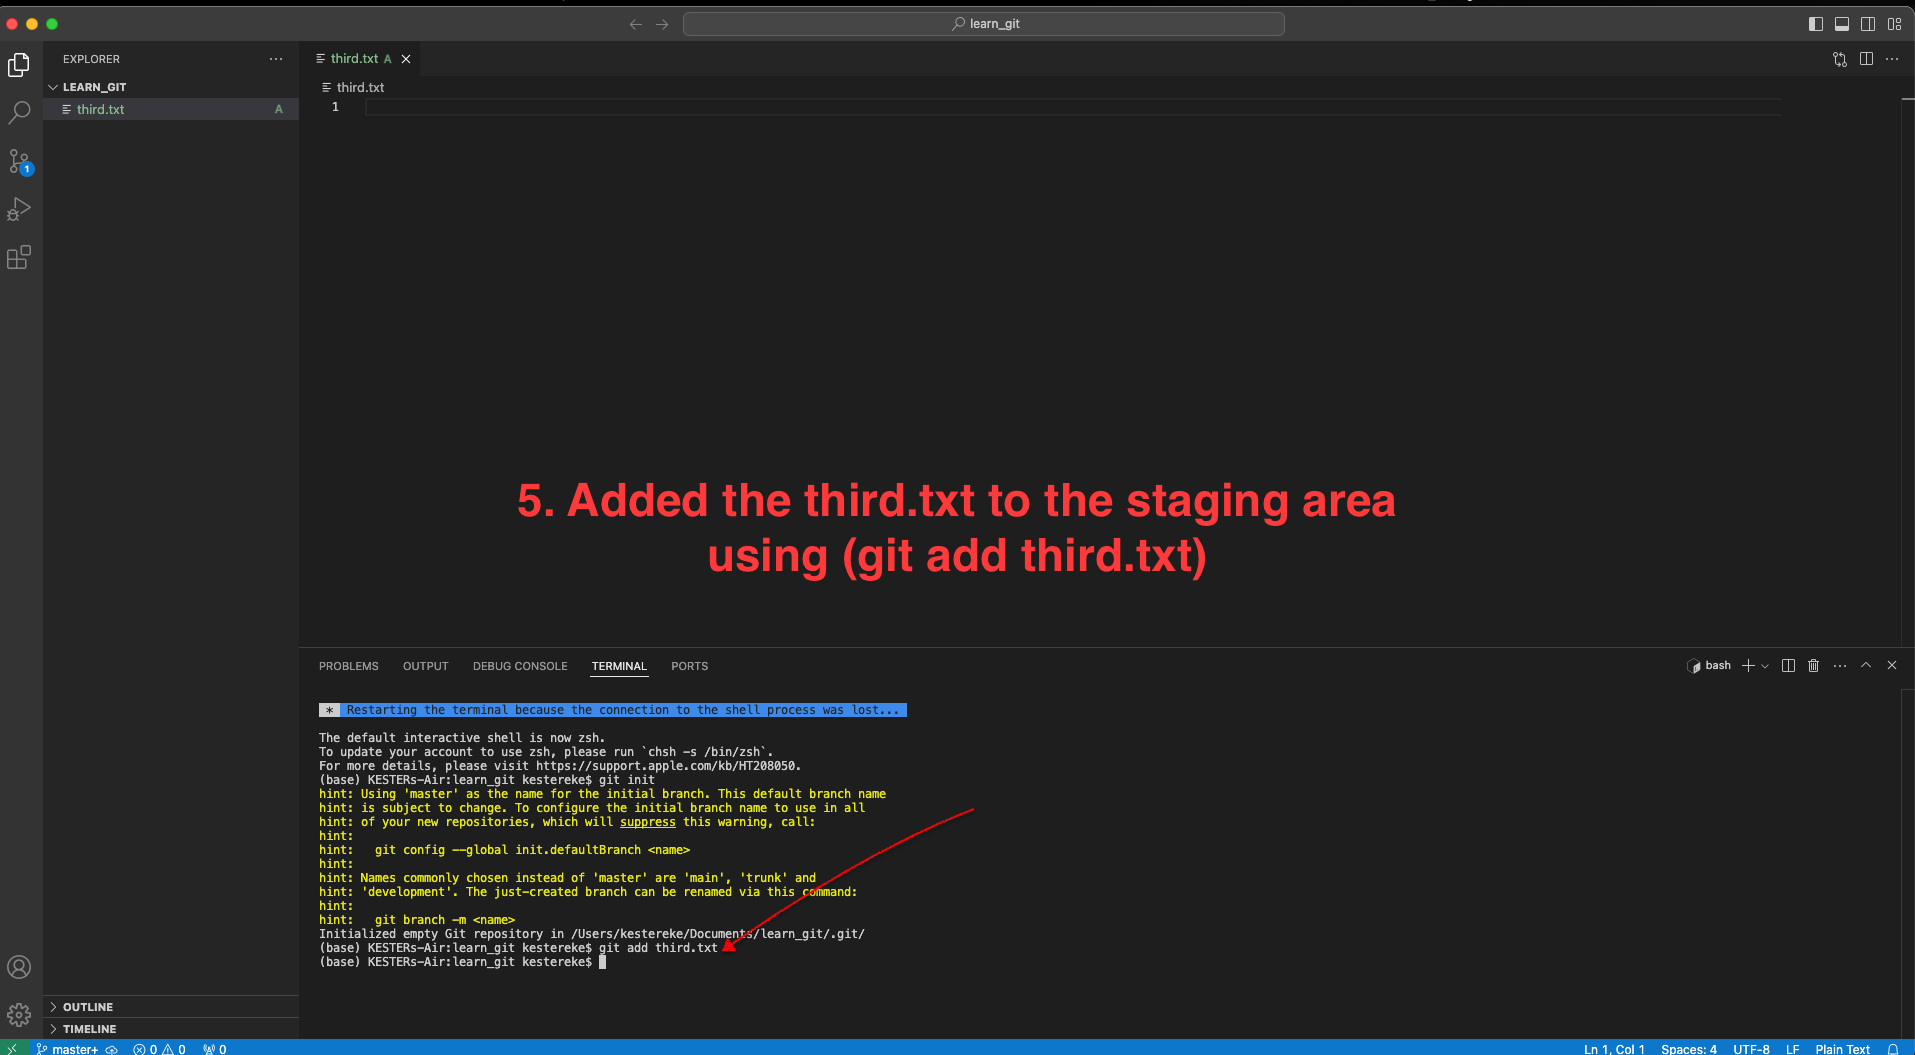 learn_git
EXPLORER
LEARN_GIT
third.txt A
third.txt A
third.txt
1
1
5. Added the third.txt to the staging area
using (git add third.txt)
PROBLEMS OUTPUT DEBUG CONSOLE TERMINAL PORTS
bash
* Restarting the terminal because the connection to the shell process was lost...
The default interactive shell is now zsh.
To update your account to use zsh, please run `chsh -s /bin/zsh`.
For more details, please visit https://support.apple.com/kb/HT208050.
(base) KESTERs-Air:learn_git kestereke$ git init
hint: Using 'master' as the name for the initial branch. This default branch name
hint: is subject to change. To configure the initial branch name to use in all
hint: of your new repositories, which will suppress this warning, call:
hint:
hint:   git config --global init.defaultBranch <name>
hint:
hint: Names commonly chosen instead of 'master' are 'main', 'trunk' and
hint: 'development'. The just-created branch can be renamed via this command:
hint:
hint:   git branch -m <name>
Initialized empty Git repository in /Users/kestereke/Documents/learn_git/.git/
(base) KESTERs-Air:learn_git kestereke$ git add third.txt
(base) KESTERs-Air:learn_git kestereke$
OUTLINE
TIMELINE
master+ 0 0 0
Ln 1, Col 1 Spaces: 4 UTF-8 LF Plain Text